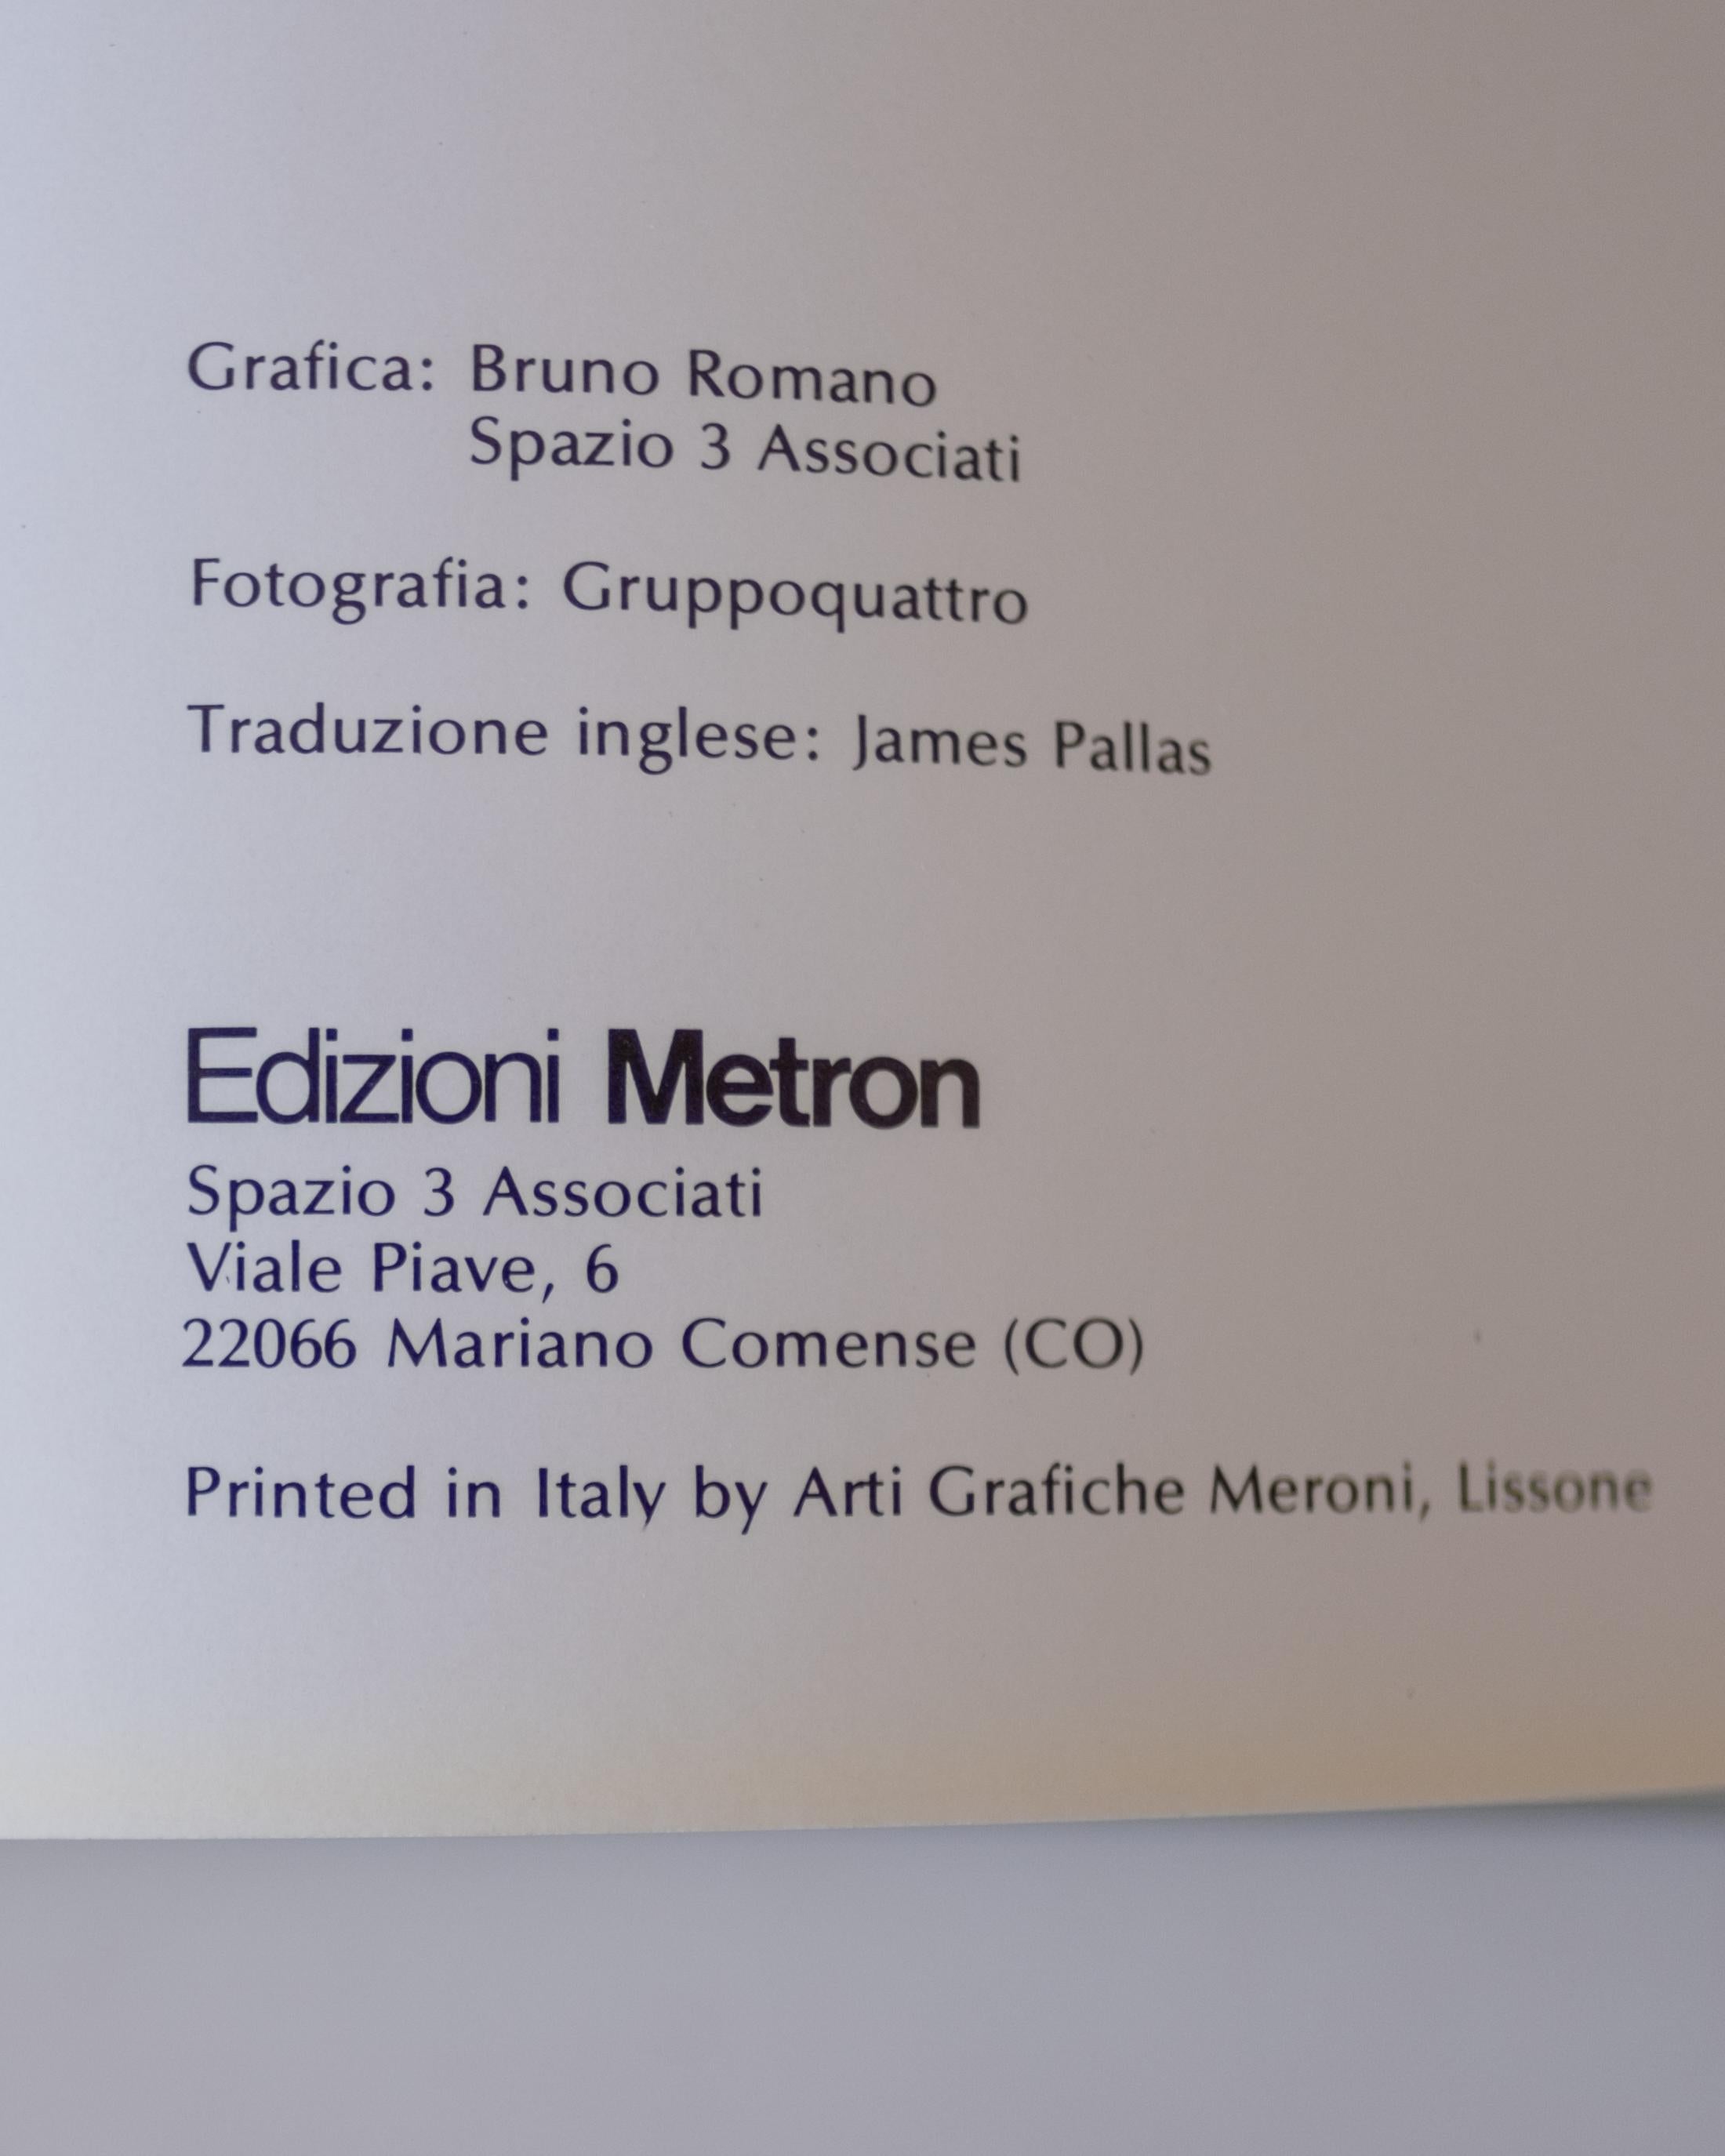 Grafica: Bruno Romano
Spazio 3 Associati
Fotografia: Gruppoquattro
Traduzione inglese: James Pallas
Edizioni Metron
Spazio 3 Associati
Viale Piave, 6
22066 Mariano Comense (CO)
Printed in Italy by Arti Grafiche Meroni, Lissone